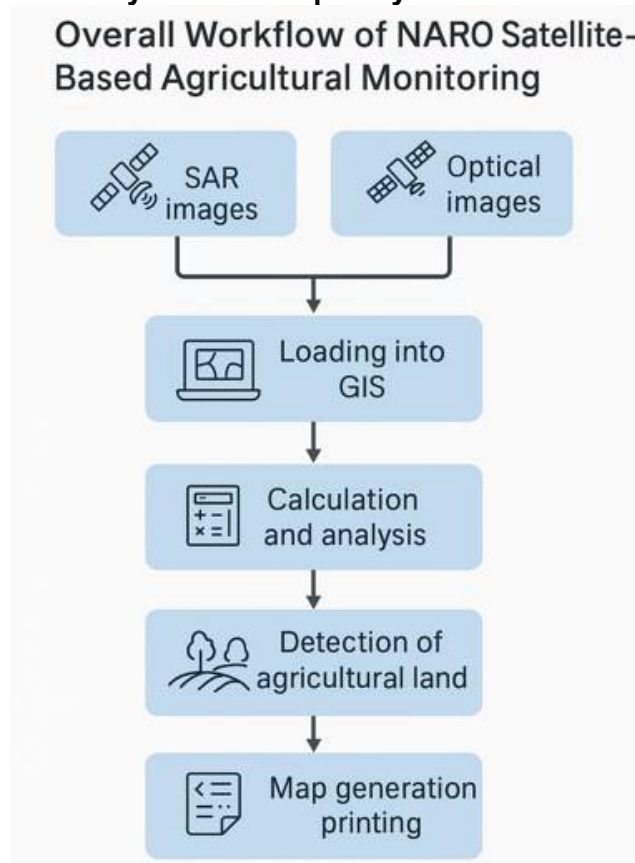 Overall Workflow of NARO Satellite-
Based Agricultural Monitoring
SAR
images
Optical
images
Loading into
GIS
Calculation
and analysis
Detection of
agricultural land
Map generation
printing